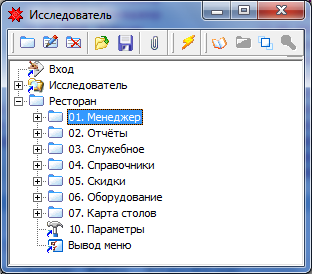 Исследователь
Вход
Исследователь
Ресторан
01. Менеджер
02. Отчёты
03. Служебное
04. Справочники
05. Скидки
06. Оборудование
07. Карта столов
10. Параметры
Вывод меню